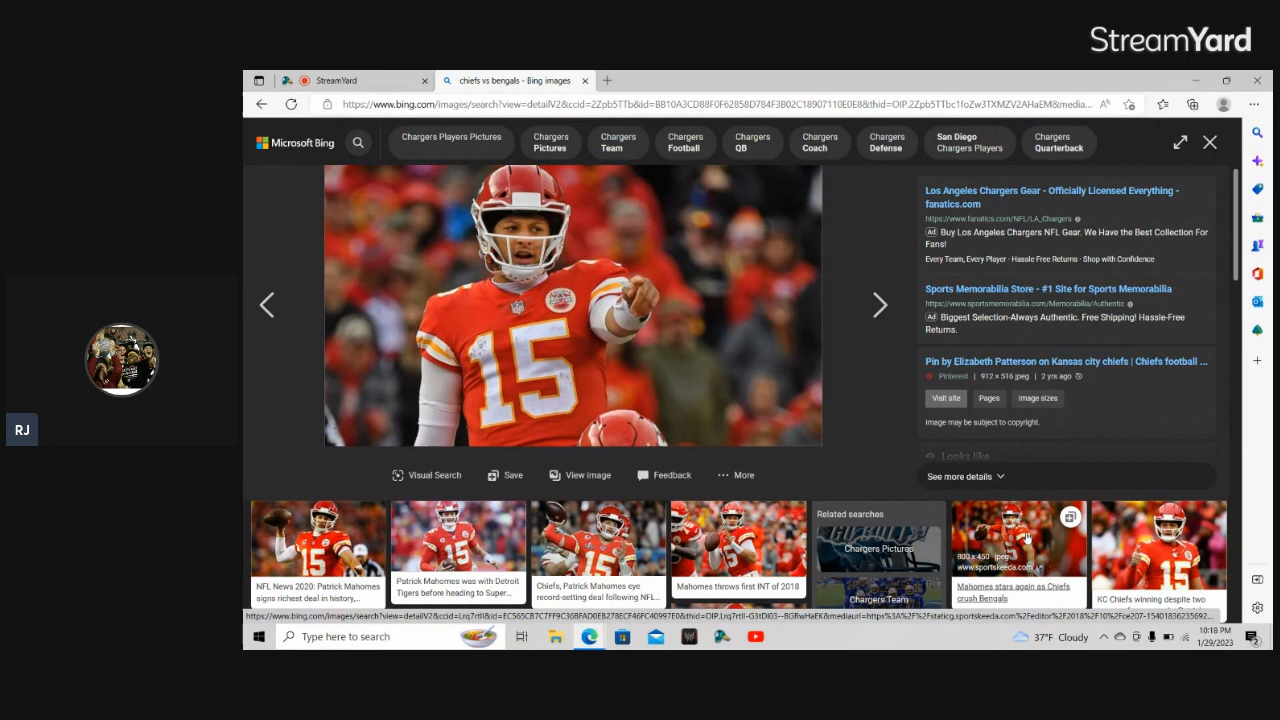 StreamYard
StreamYard
chiefs vs bengals - Bing images
https://www.bing.com/images/search?view=detailV2&ccid=2Zpb5TTb&id=BB10A3CD88F0F62858D784F3B02C18907110E0E8&thid=OIP.2Zpb5TTbc1foZw3TXMZV2AHaEM&media...
Microsoft Bing
Chargers Players Pictures
Chargers Pictures
Chargers Team
Chargers Football
Chargers QB
Chargers Coach
Chargers Defense
San Diego Chargers Players
Chargers Quarterback
15
Los Angeles Chargers Gear - Officially Licensed Everything -
fanatics.com
https://www.fanatics.com/NFL/LA_Chargers
Ad Buy Los Angeles Chargers NFL Gear. We Have the Best Collection For
Fans!
Every Team, Every Player · Hassle Free Returns · Shop with Confidence
Sports Memorabilia Store - #1 Site for Sports Memorabilia
https://www.sportsmemorabilia.com/Memorabilia/Authentic
Ad Biggest Selection-Always Authentic. Free Shipping! Hassle-Free
Returns.
Pin by Elizabeth Patterson on Kansas city chiefs | Chiefs football ...
Pinterest | 912 × 516 jpeg | 2 yrs ago
Visit site
Pages
Image sizes
Image may be subject to copyright.
Looks like
See more details
RJ
Visual Search
Save
View image
Feedback
More
NFL News 2020: Patrick Mahomes
signs richest deal in history,...
Patrick Mahomes was with Detroit
Tigers before heading to Super...
Chiefs, Patrick Mahomes eye
record-setting deal following NFL...
Mahomes throws first INT of 2018
Related searches
Chargers Pictures
Chargers Team
800 x 450 · jpeg
www.sportskeeda.com
Mahomes stars again as Chiefs
crush Bengals
KC Chiefs winning despite two
Type here to search
37°F Cloudy
10:18 PM
1/29/2023